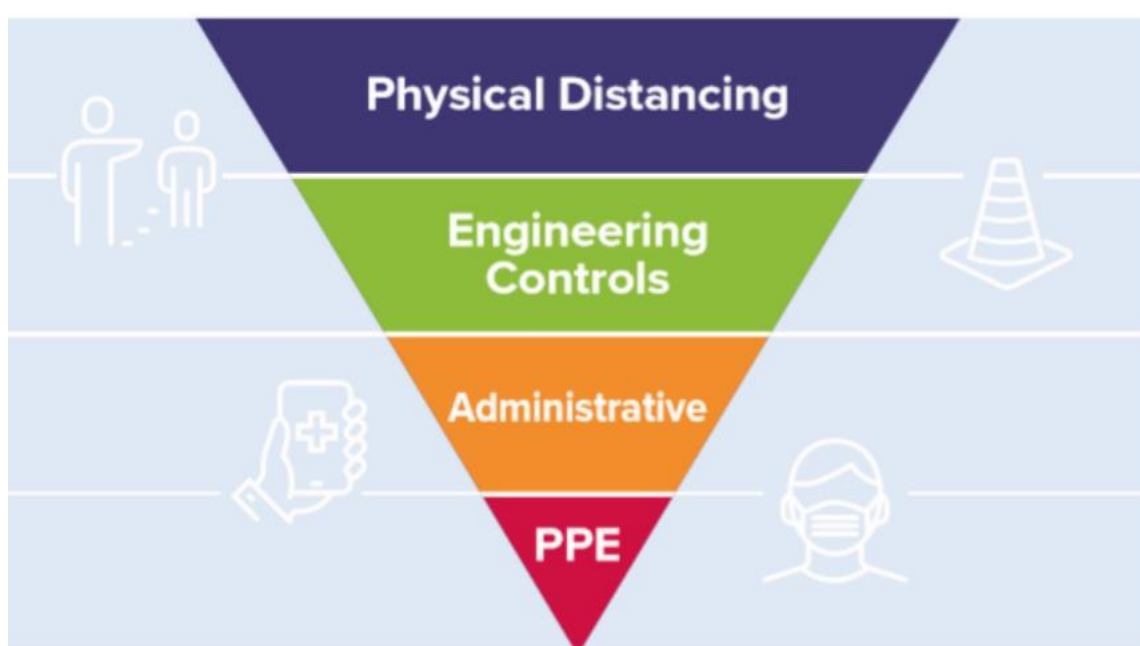 Physical Distancing
Engineering
Controls
Administrative
PPE